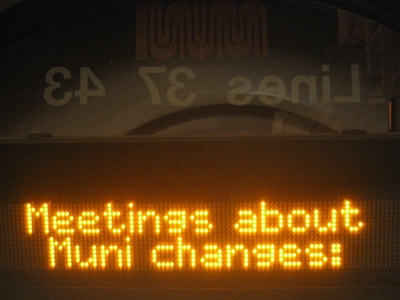 Lines 37 43
Meetings about
Muni changes: